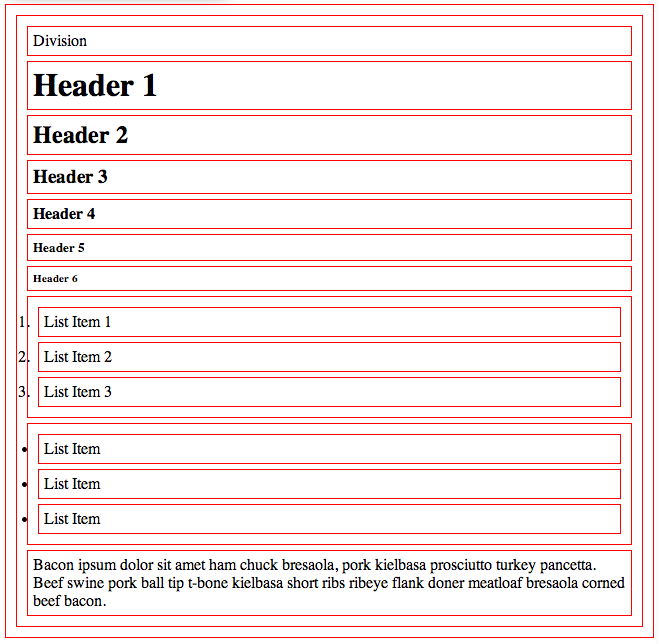 Division
Header 1
Header 2
Header 3
Header 4
Header 5
Header 6
1. List Item 1
2. List Item 2
3. List Item 3
• List Item
• List Item
• List Item
Bacon ipsum dolor sit amet ham chuck bresaola, pork kielbasa prosciutto turkey pancetta.
Beef swine pork ball tip t-bone kielbasa short ribs ribeye flank doner meatloaf bresaola corned
beef bacon.